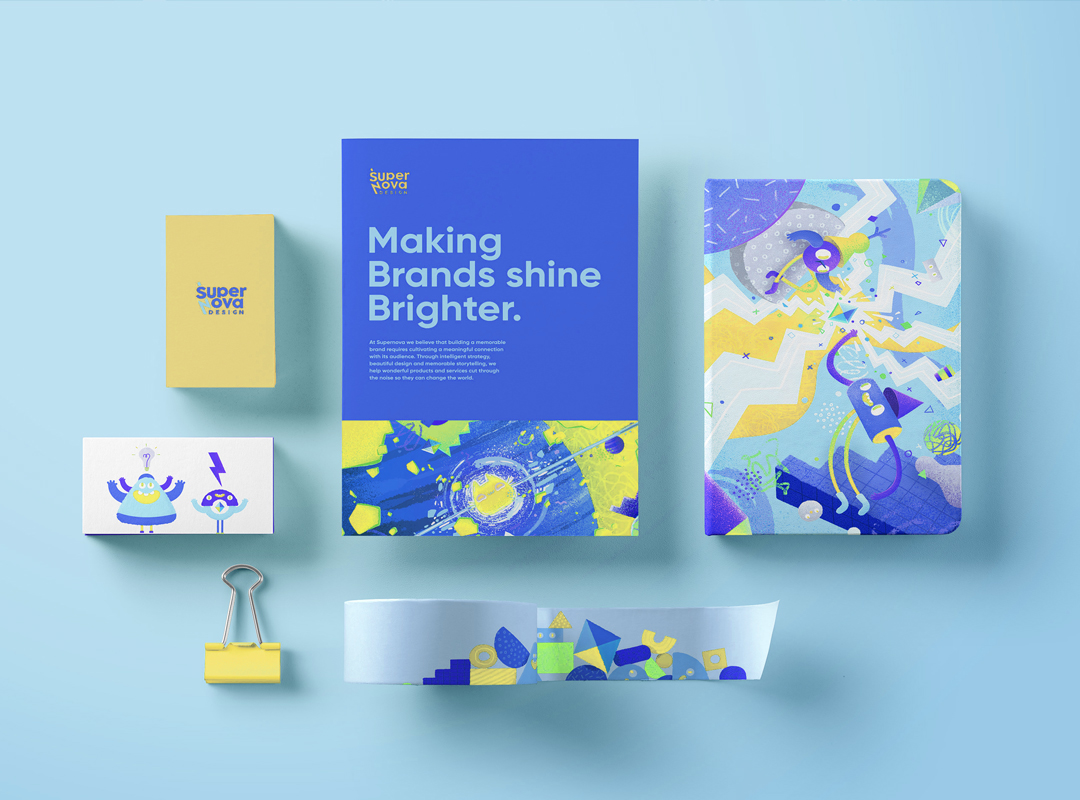 Super
Nova
DESIGN
Super
Nova
DESIGN
Making
Brands shine
Brighter.
At Supernova we believe that building a memorable
brand requires cultivating a meaningful connection
with its audience. Through intelligent strategy,
beautiful design and memorable storytelling, we
help wonderful products and services cut through
the noise so they can change the world.